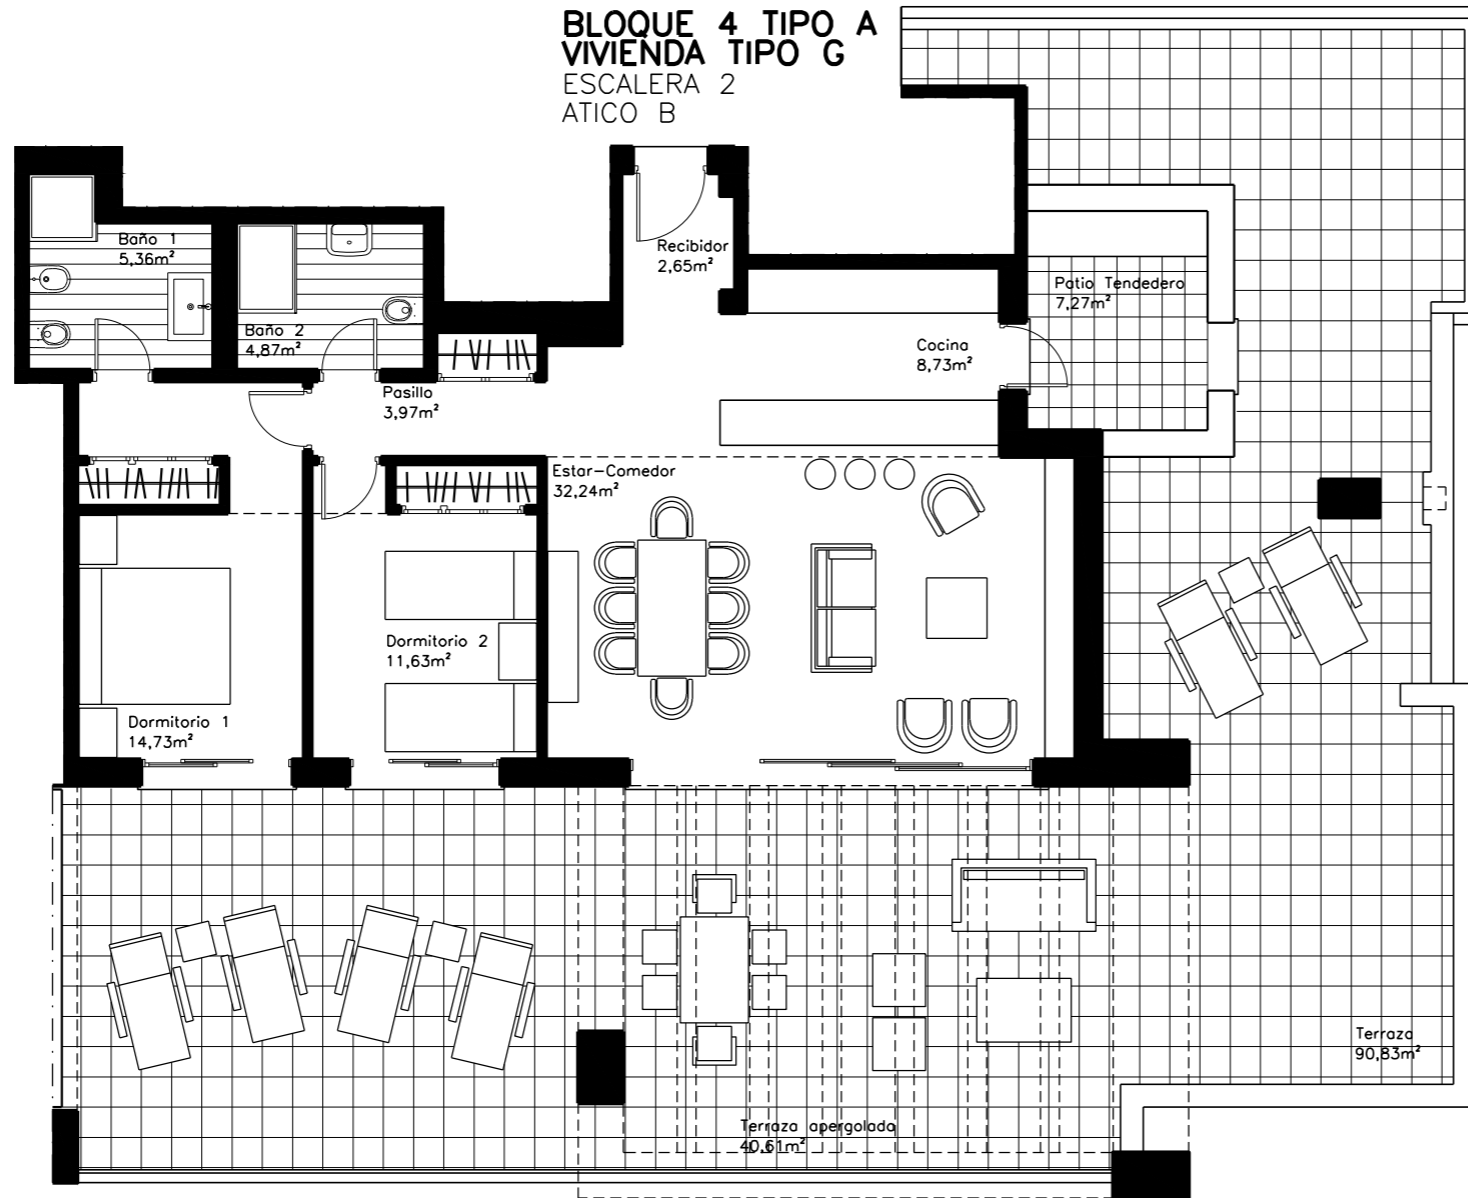 BLOQUE 4 TIPO A
VIVIENDA TIPO G
ESCALERA 2
ATICO B
Baño 1
5,36m²
Baño 2
4,87m²
Recibidor
2,65m²
Patio Tendedero
7,27m²
Cocina
8,73m²
Pasillo
3,97m²
Estar-Comedor
32,24m²
Dormitorio 2
11,63m²
Dormitorio 1
14,73m²
Terraza
90,83m²
Terraza apergolada
40,61m²